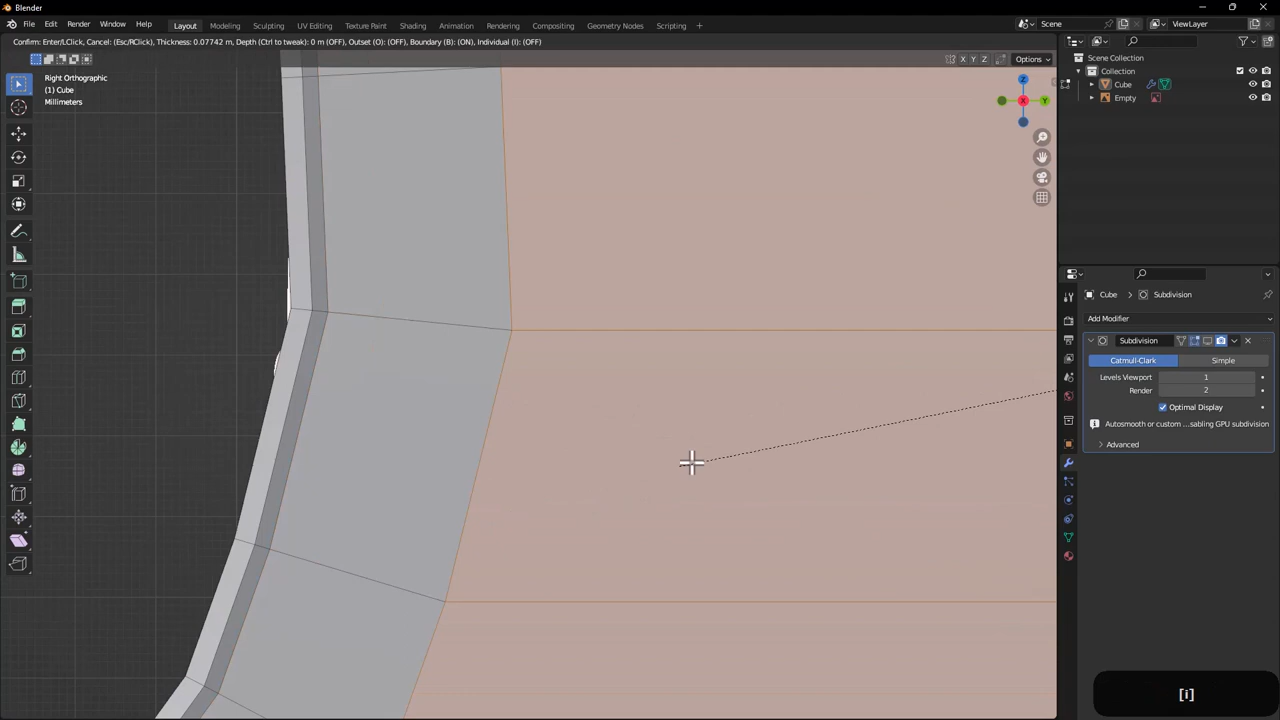 Blender
File Edit Render Window Help
Layout Modeling Sculpting UV Editing Texture Paint Shading Animation Rendering Compositing Geometry Nodes Scripting +
Scene
ViewLayer
Confirm: Enter/LClick, Cancel: (Esc/RClick), Thickness: 0.07742 m, Depth (Ctrl to tweak): 0 m (OFF), Outset (O): (OFF), Boundary (B): (ON), Individual (I): (OFF)
X Y Z
Options
Right Orthographic
(1) Cube
Millimeters
Z
X
Y
Scene Collection
Collection
Cube
Empty
Cube
Subdivision
Add Modifier
Subdivision
Catmull-Clark
Simple
Levels Viewport
1
Render
2
Optimal Display
Autosmooth or custom ...sabling GPU subdivision
Advanced
[i]